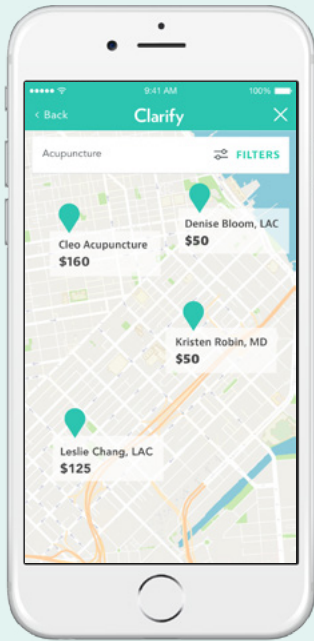 9:41 AM
100%
< Back
Clarify
Acupuncture
FILTERS
Denise Bloom, LAC
$50
Cleo Acupuncture
$160
Kristen Robin, MD
$50
Leslie Chang, LAC
$125